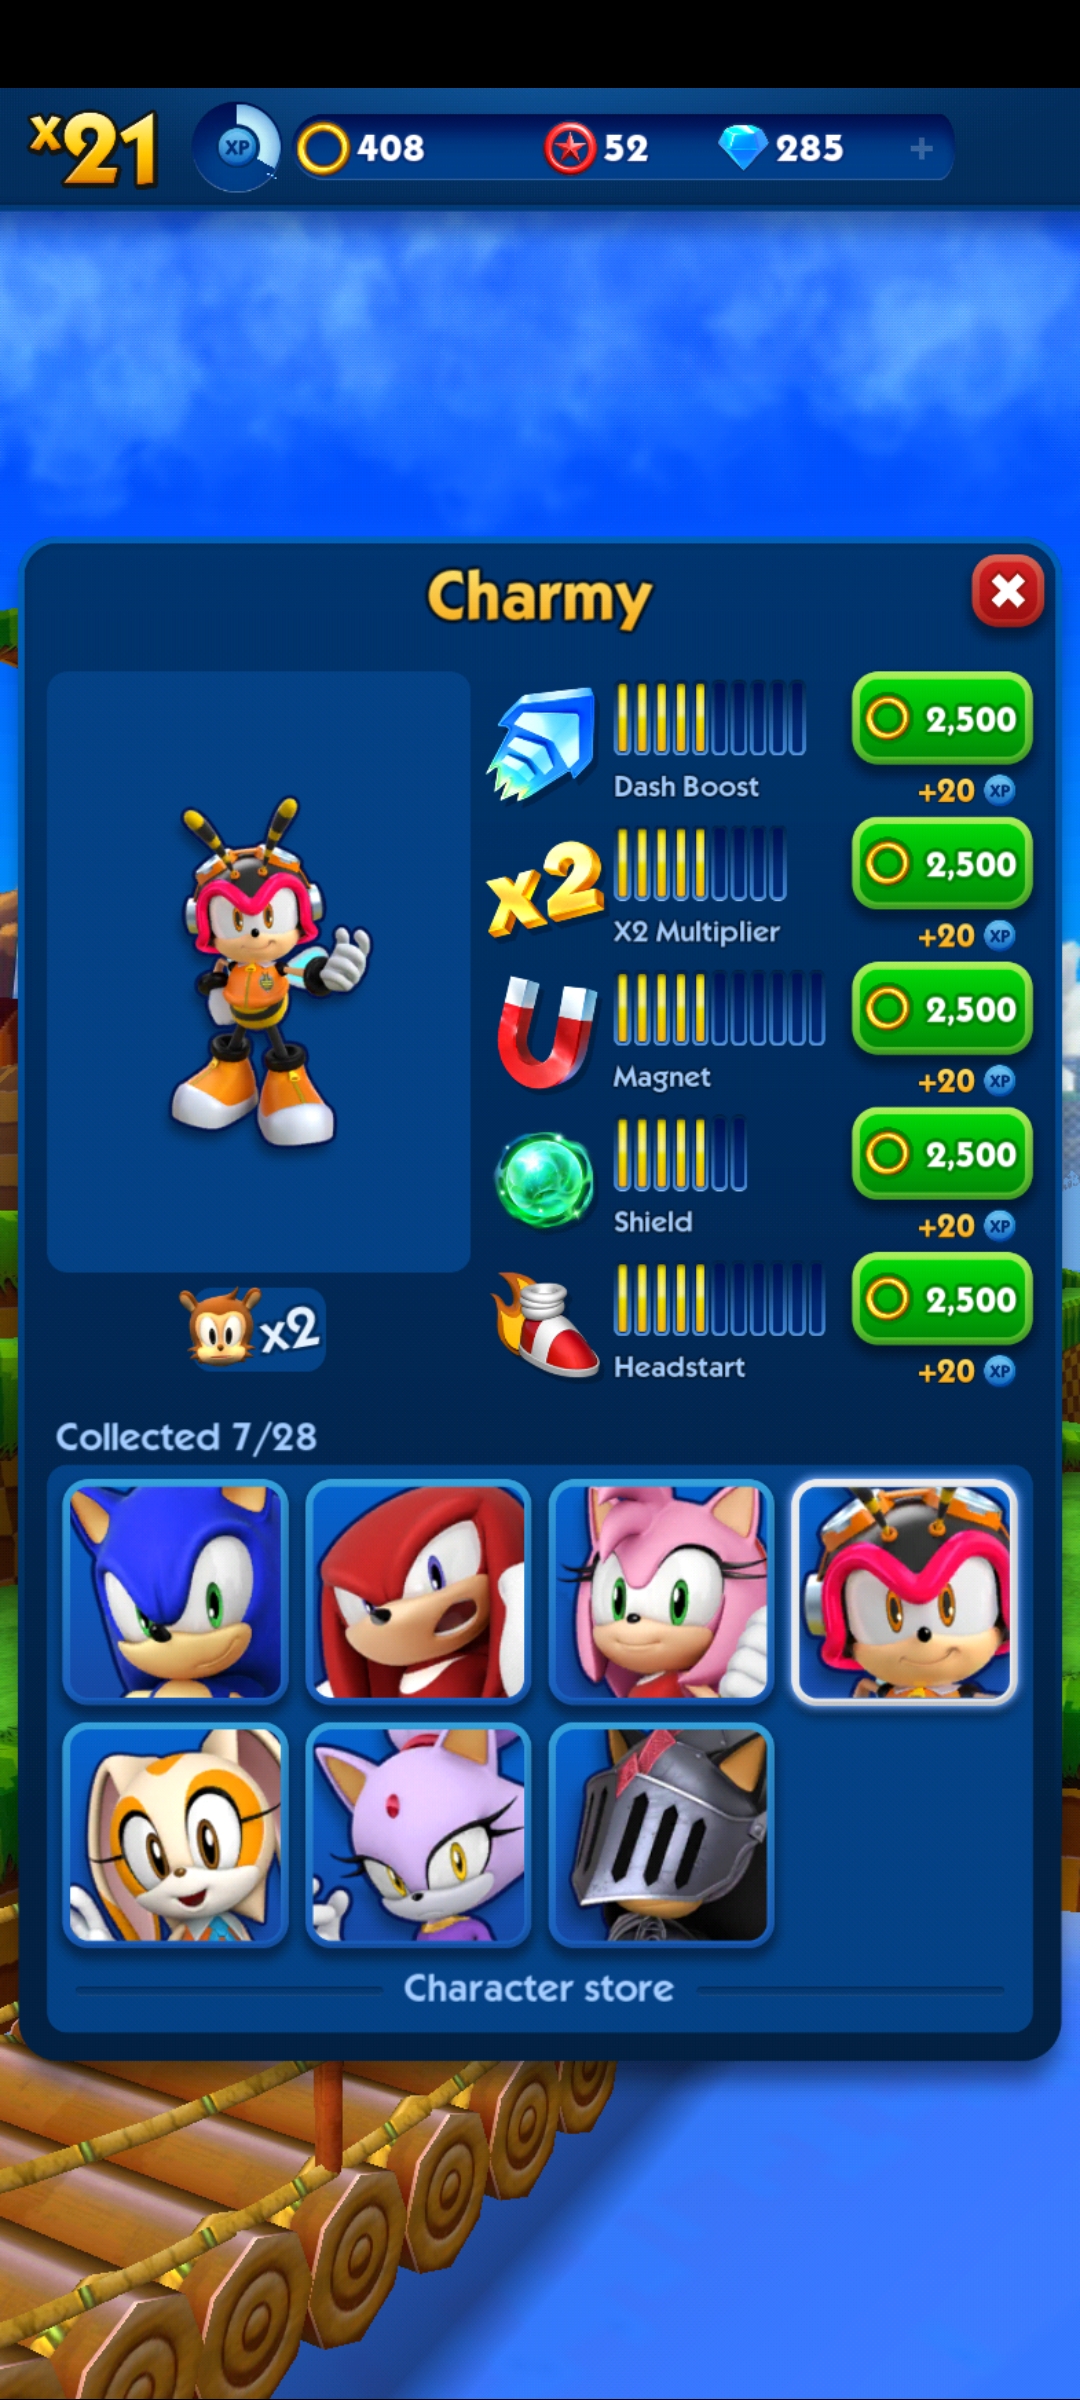 x21 XP 408 52 285 +
Charmy
2,500
Dash Boost +20 XP
x2 2,500
X2 Multiplier +20 XP
2,500
Magnet +20 XP
2,500
Shield +20 XP
2,500
x2
Headstart +20 XP
Collected 7/28
Character store